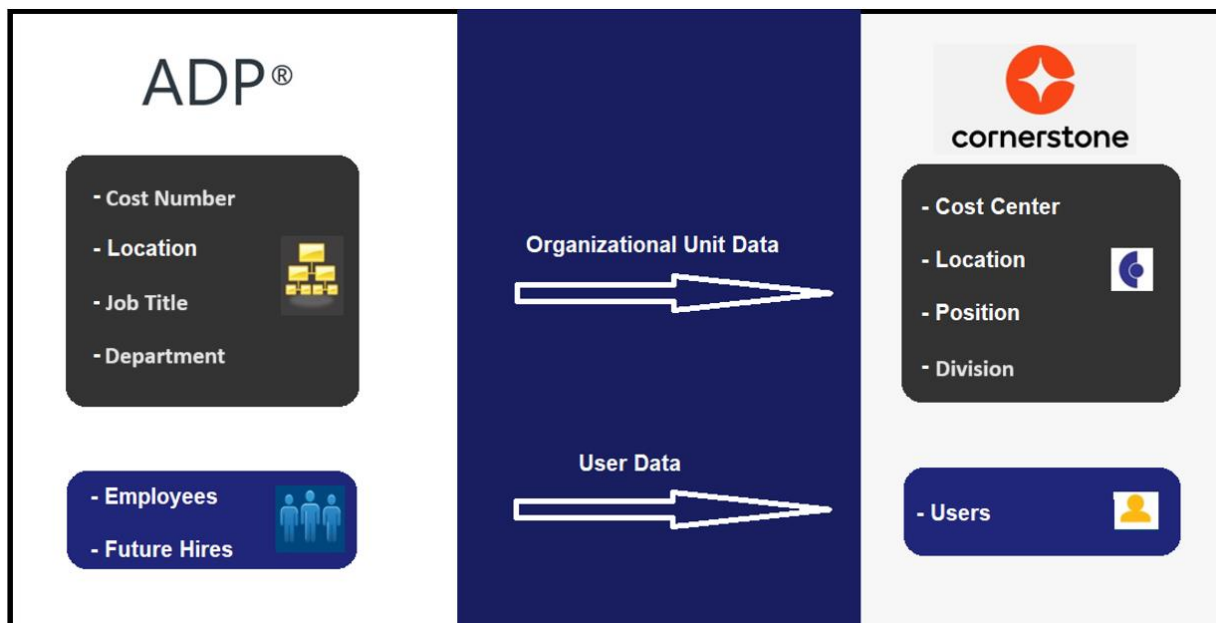 ADP®
- Cost Number
- Location
- Job Title
- Department
- Employees
- Future Hires
Organizational Unit Data
User Data
cornerstone
- Cost Center
- Location
- Position
- Division
- Users